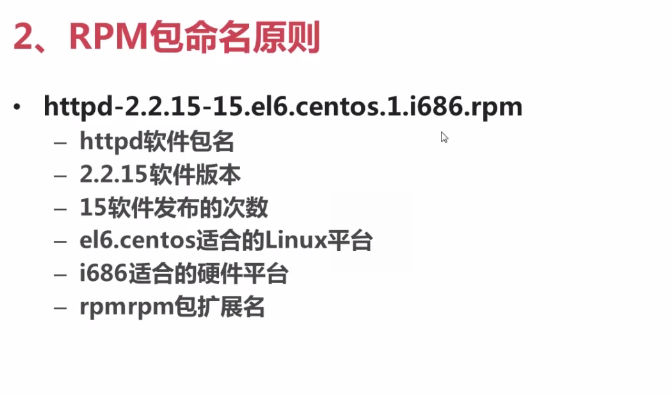 2、RPM包命名原则
• httpd-2.2.15-15.el6.centos.1.i686.rpm
– httpd软件包名
– 2.2.15软件版本
– 15软件发布的次数
– el6.centos适合的Linux平台
– i686适合的硬件平台
– rpmrpm包扩展名